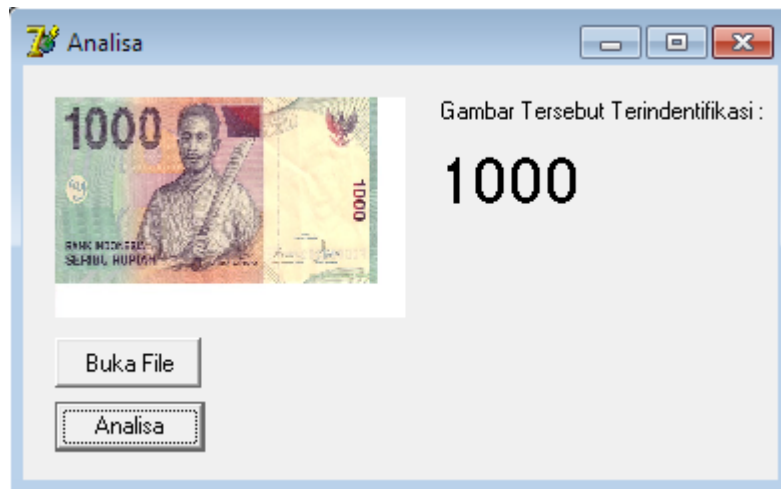 Analisa
1000
1000
BANK INDONESIA
SERIBU RUPIAH
Gambar Tersebut Terindentifikasi :
1000
Buka File
Analisa